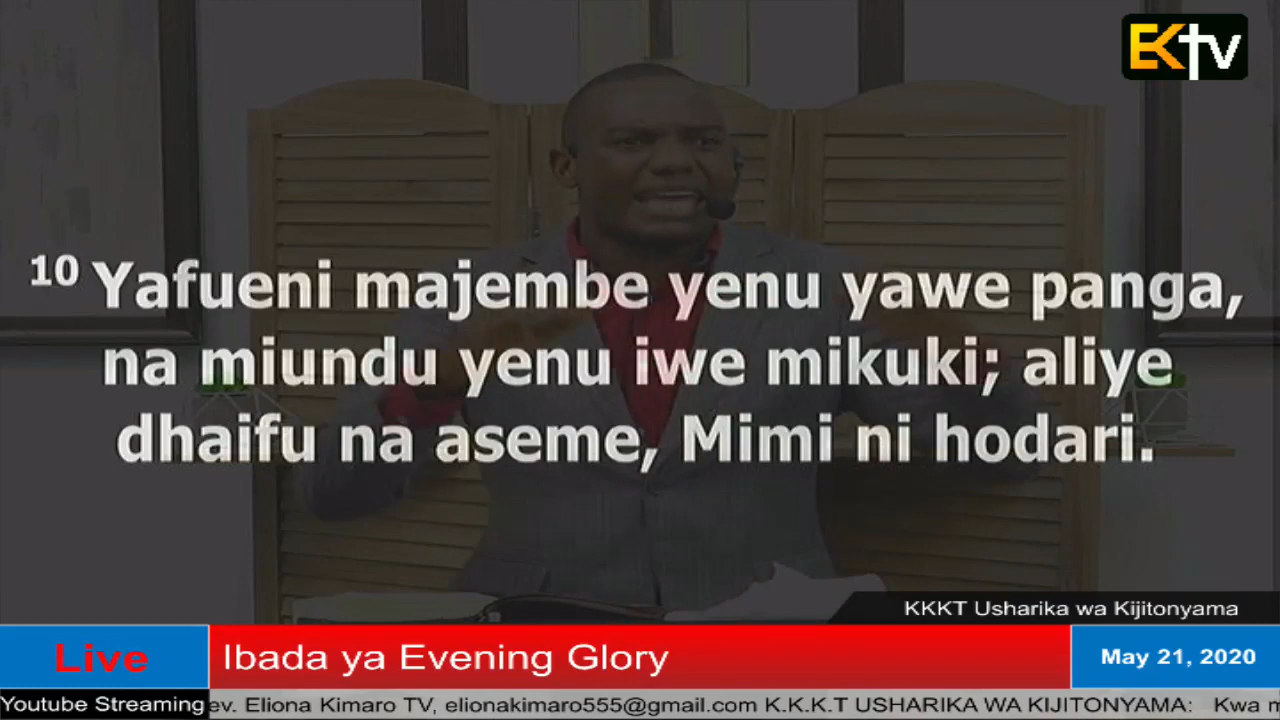 EKTV
10 Yafueni majembe yenu yawe panga,
na miundu yenu iwe mikuki; aliye
dhaifu na aseme, Mimi ni hodari.
KKKT Usharika wa Kijitonyama
Live
Ibada ya Evening Glory
May 21, 2020
Youtube Streaming
ev. Eliona Kimaro TV, elionakimaro555@gmail.com K.K.K.T USHARIKA WA KIJITONYAMA: Kwa m